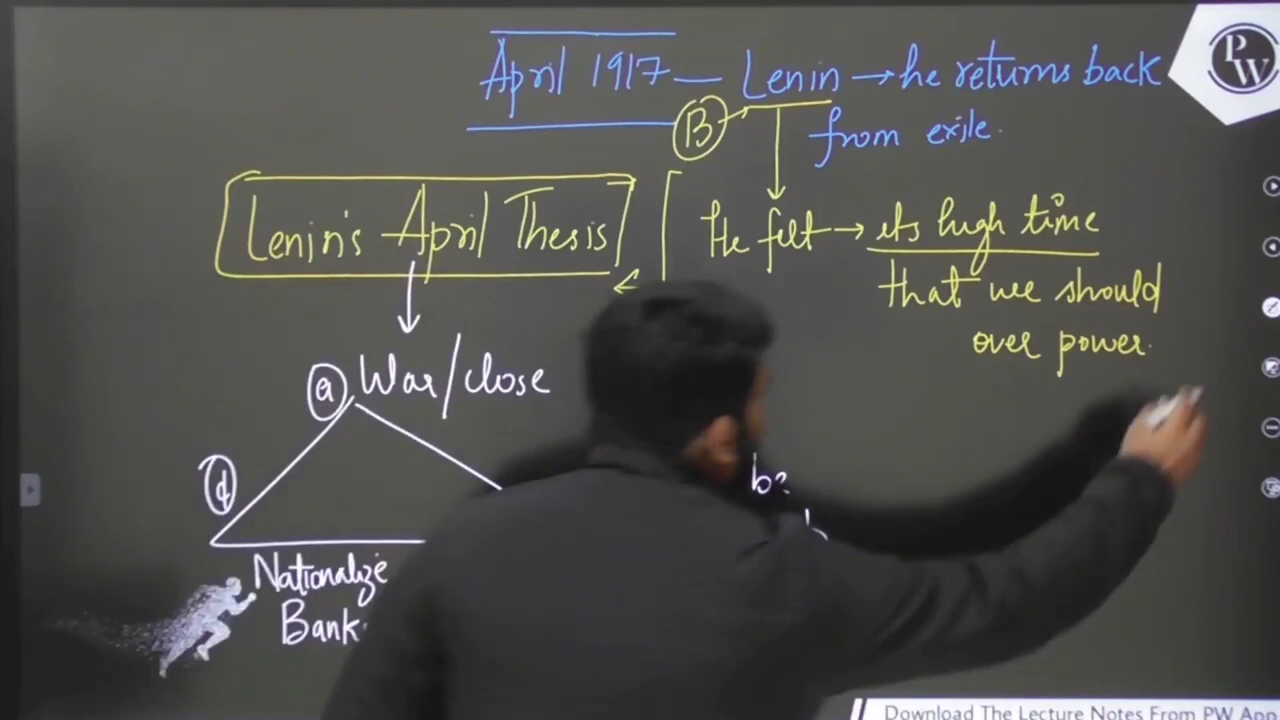 April 1917 — Lenin → he returns back
from exile.
B
Lenin's April Thesis
He felt → its high time
that we should
over power.
a War/close
d
Nationalize
Bank.
PW
Download The Lecture Notes From PW App